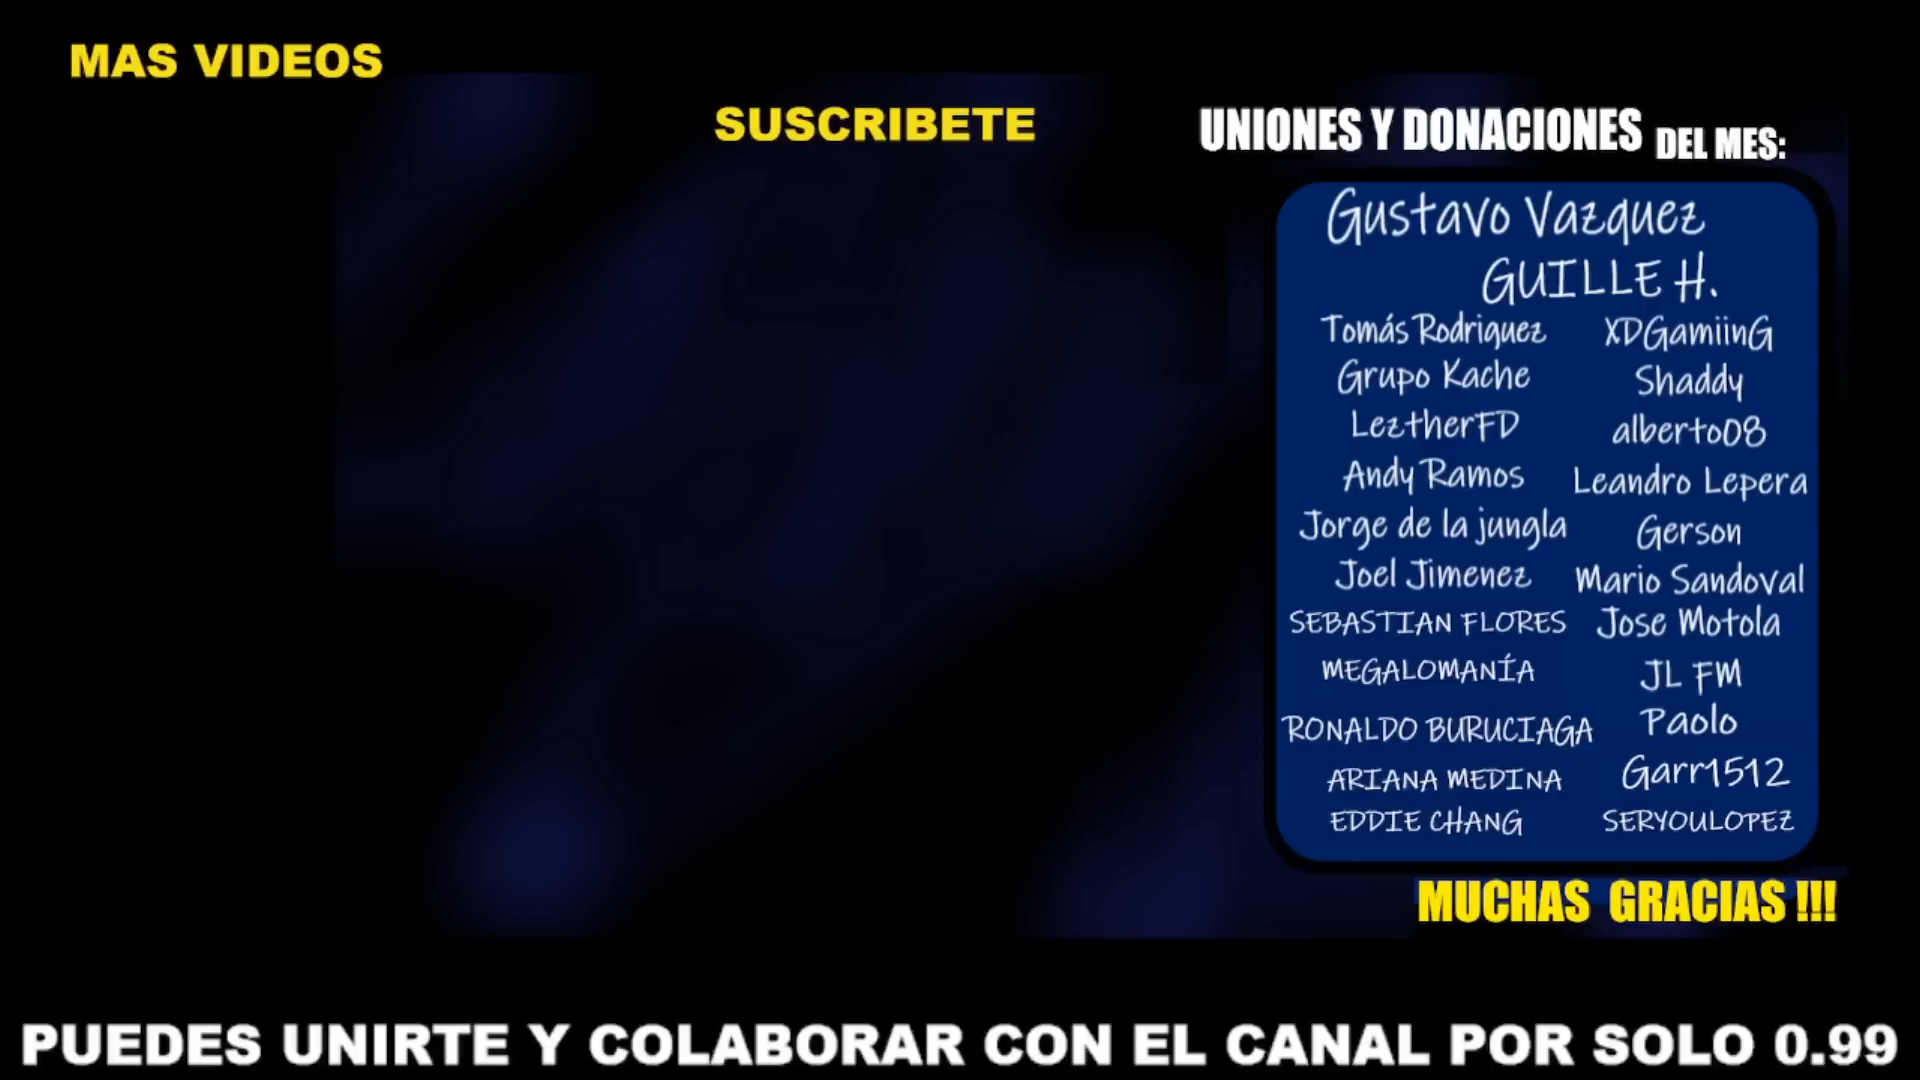 MAS VIDEOS
SUSCRIBETE
UNIONES Y DONACIONES DEL MES:
Gustavo Vazquez
GUILLE H.
Tomás Rodriguez XDGamiinG
Grupo Kache Shaddy
LeztherFD alberto08
Andy Ramos Leandro Lepera
Jorge de la jungla Gerson
Joel Jimenez Mario Sandoval
SEBASTIAN FLORES Jose Motola
MEGALOMANÍA JL FM
RONALDO BURUCIAGA Paolo
ARIANA MEDINA Garr1512
EDDIE CHANG SERYOULOPEZ
MUCHAS GRACIAS !!!
PUEDES UNIRTE Y COLABORAR CON EL CANAL POR SOLO 0.99